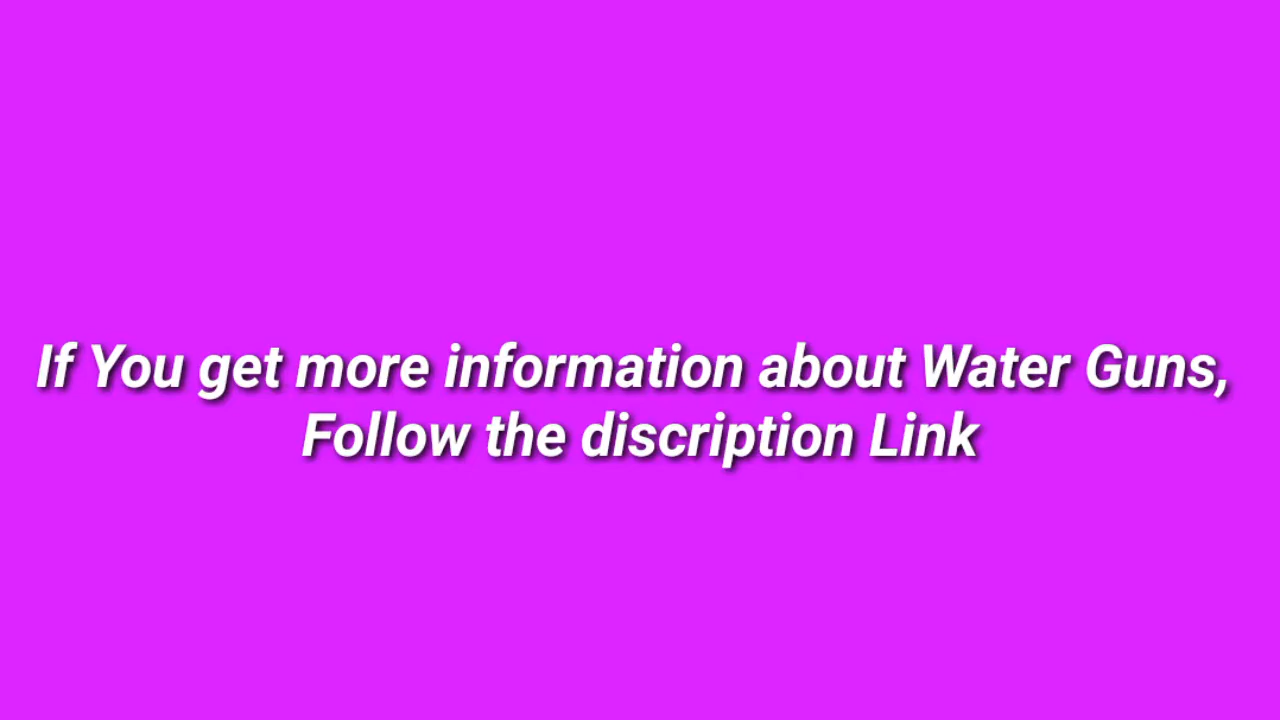 If You get more information about Water Guns,
Follow the discription Link